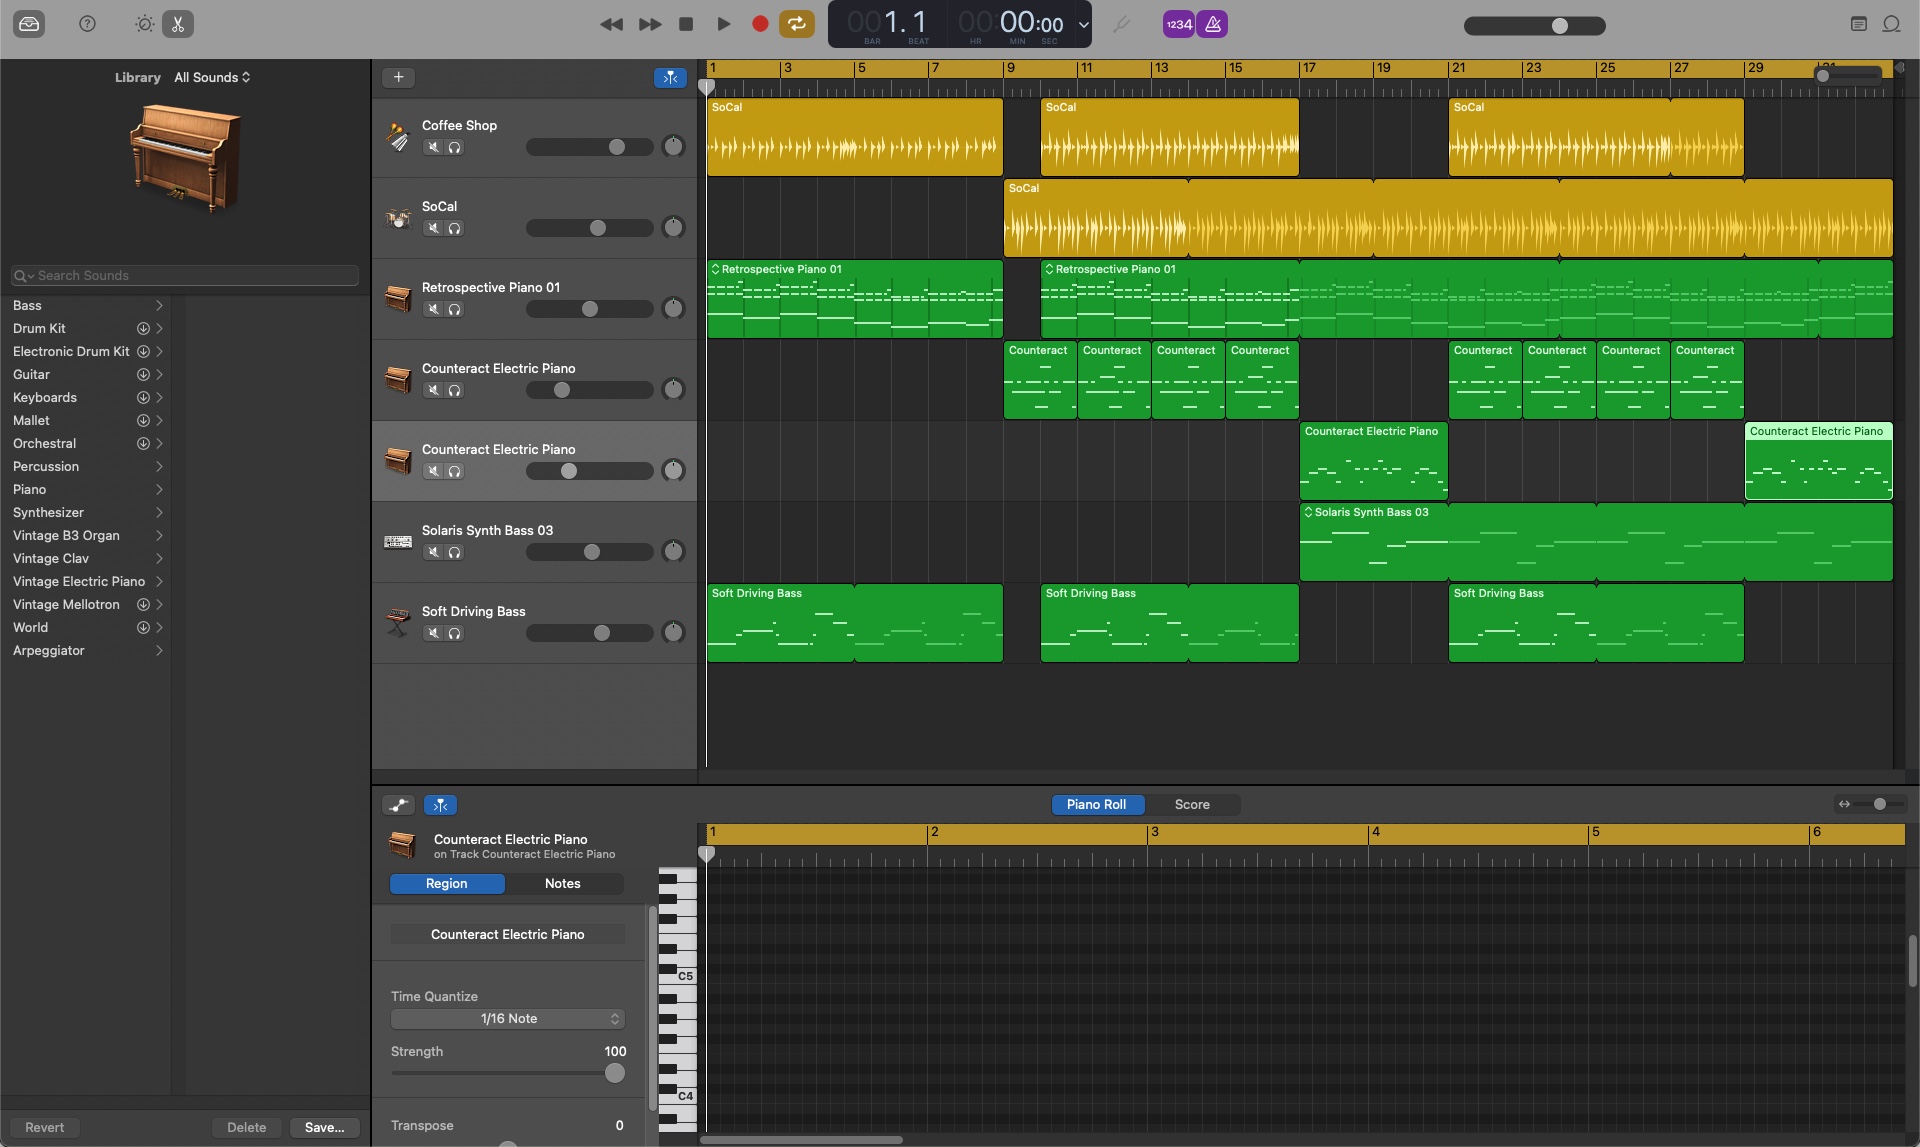 001.1
BAR BEAT
00 00:00
HR MIN SEC
1234
Library All Sounds
Search Sounds
Bass
Drum Kit
Electronic Drum Kit
Guitar
Keyboards
Mallet
Orchestral
Percussion
Piano
Synthesizer
Vintage B3 Organ
Vintage Clav
Vintage Electric Piano
Vintage Mellotron
World
Arpeggiator
Revert Delete Save...
1 3 5 7 9 11 13 15 17 19 21 23 25 27 29 31
Coffee Shop
SoCal SoCal SoCal
SoCal
SoCal
Retrospective Piano 01
Retrospective Piano 01 Retrospective Piano 01
Counteract Electric Piano
Counteract Counteract Counteract Counteract Counteract Counteract Counteract Counteract
Counteract Electric Piano
Counteract Electric Piano Counteract Electric Piano
Solaris Synth Bass 03
Solaris Synth Bass 03
Soft Driving Bass
Soft Driving Bass Soft Driving Bass Soft Driving Bass
Piano Roll Score
1 2 3 4 5 6
Counteract Electric Piano
on Track Counteract Electric Piano
Region Notes
Counteract Electric Piano
Time Quantize
1/16 Note
Strength 100
Transpose 0
C5
C4